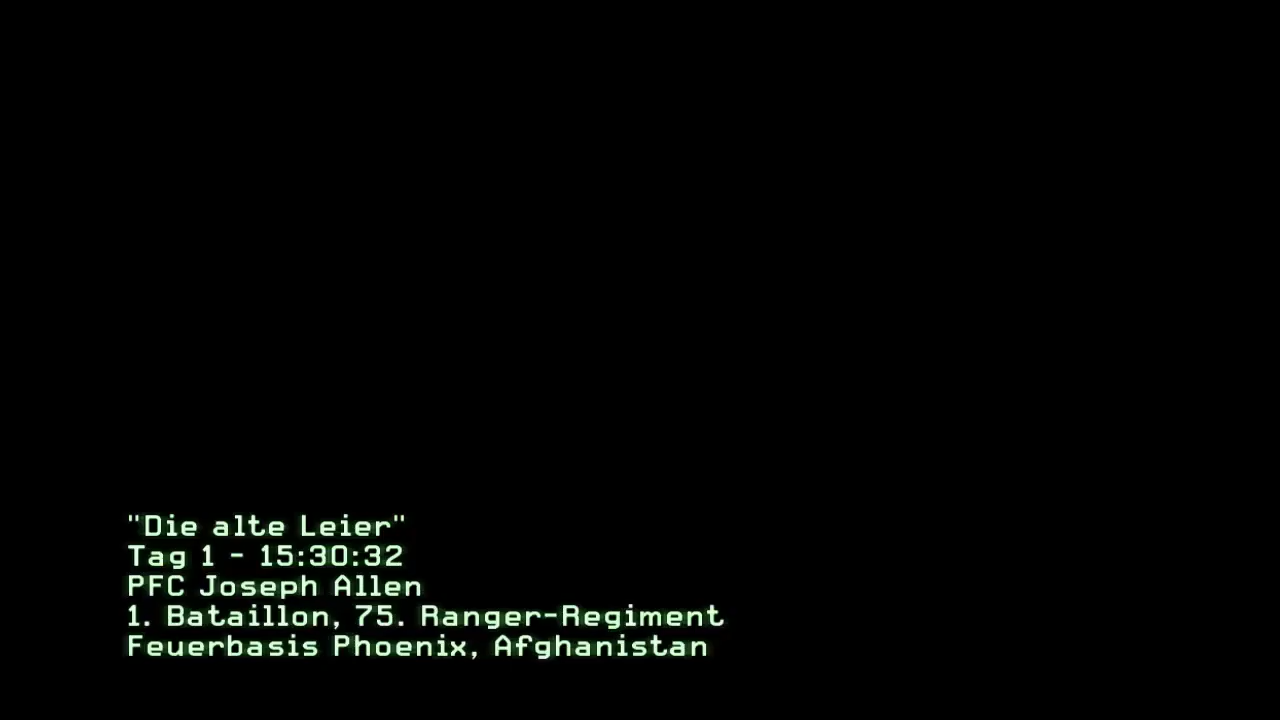 "Die alte Leier"
Tag 1 - 15:30:32
PFC Joseph Allen
1. Bataillon, 75. Ranger-Regiment
Feuerbasis Phoenix, Afghanistan